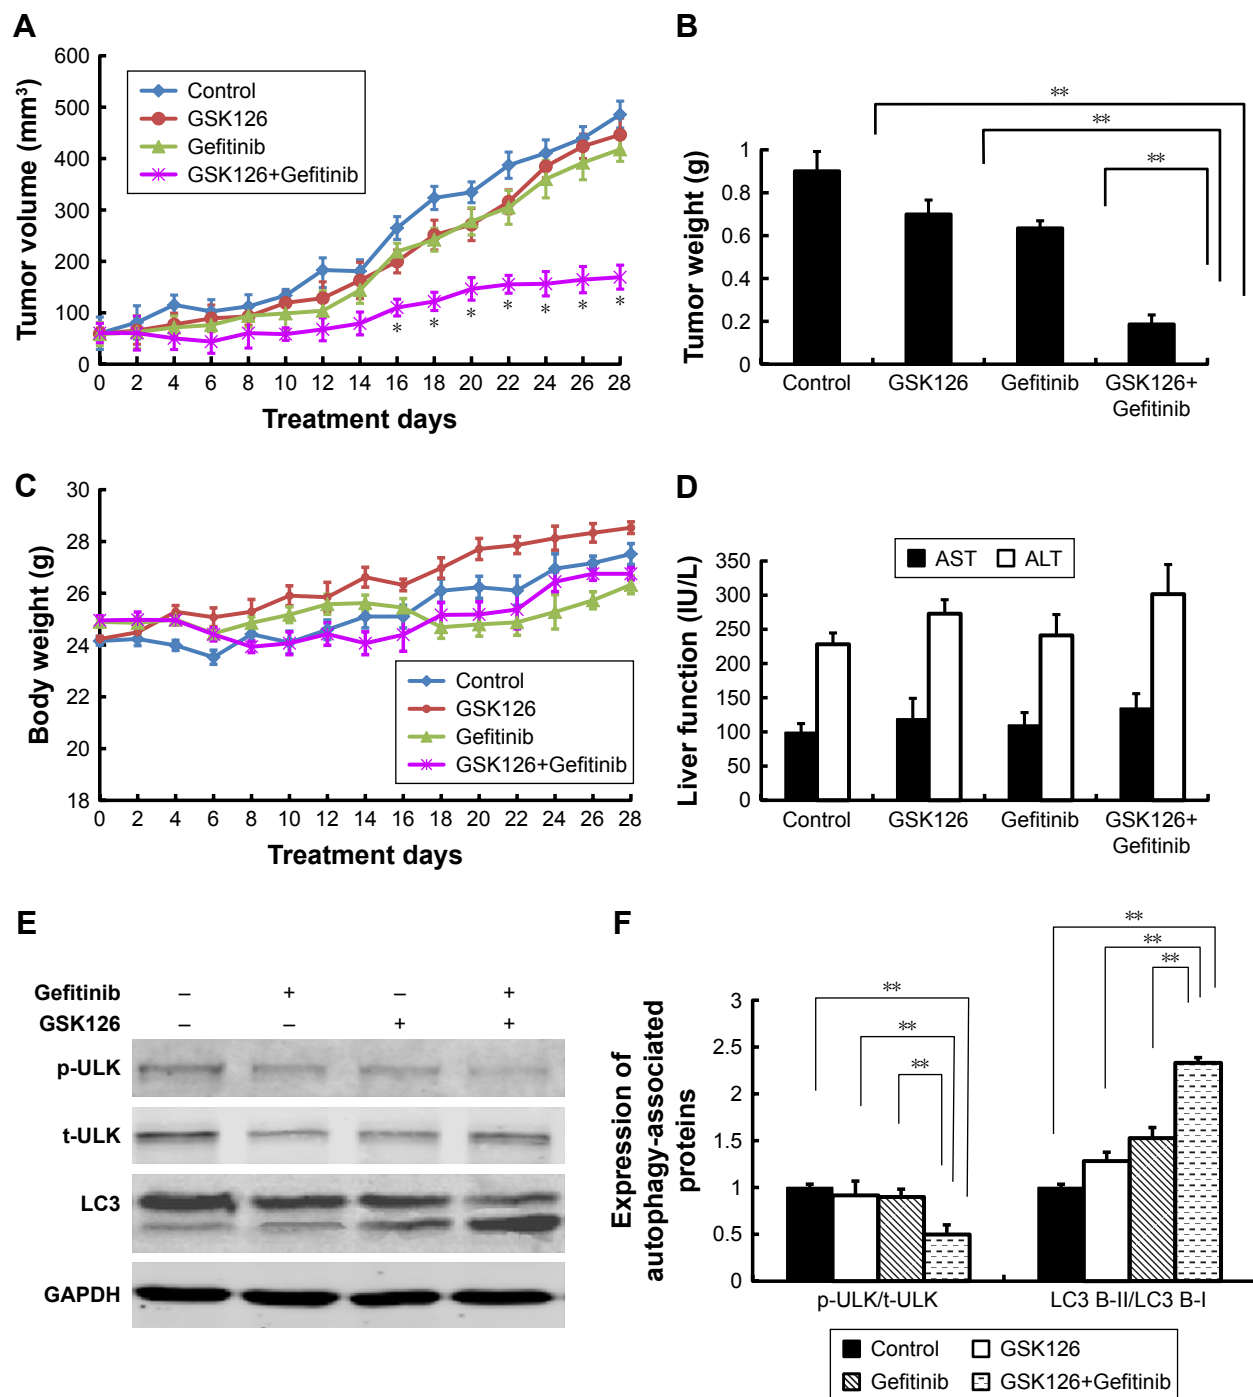 A
Tumor volume (mm³)
600
500
400
300
200
100
0
Control
GSK126
Gefitinib
GSK126+Gefitinib
* * * * * * *
0 2 4 6 8 10 12 14 16 18 20 22 24 26 28
Treatment days
B
Tumor weight (g)
1
0.8
0.6
0.4
0.2
0
**
**
**
Control GSK126 Gefitinib GSK126+
Gefitinib
C
Body weight (g)
30
28
26
25
24
22
20
18
Control
GSK126
Gefitinib
GSK126+Gefitinib
0 2 4 6 8 10 12 14 16 18 20 22 24 26 28
Treatment days
D
Liver function (IU/L)
350
300
250
200
150
100
50
0
AST ALT
Control GSK126 Gefitinib GSK126+
Gefitinib
E
Gefitinib – + – +
GSK126 – – + +
p-ULK
t-ULK
LC3
GAPDH
F
Expression of
autophagy-associated
proteins
3
2.5
2
1.5
1
0.5
0
**
**
**
**
**
**
p-ULK/t-ULK LC3 B-II/LC3 B-I
Control GSK126
Gefitinib GSK126+Gefitinib